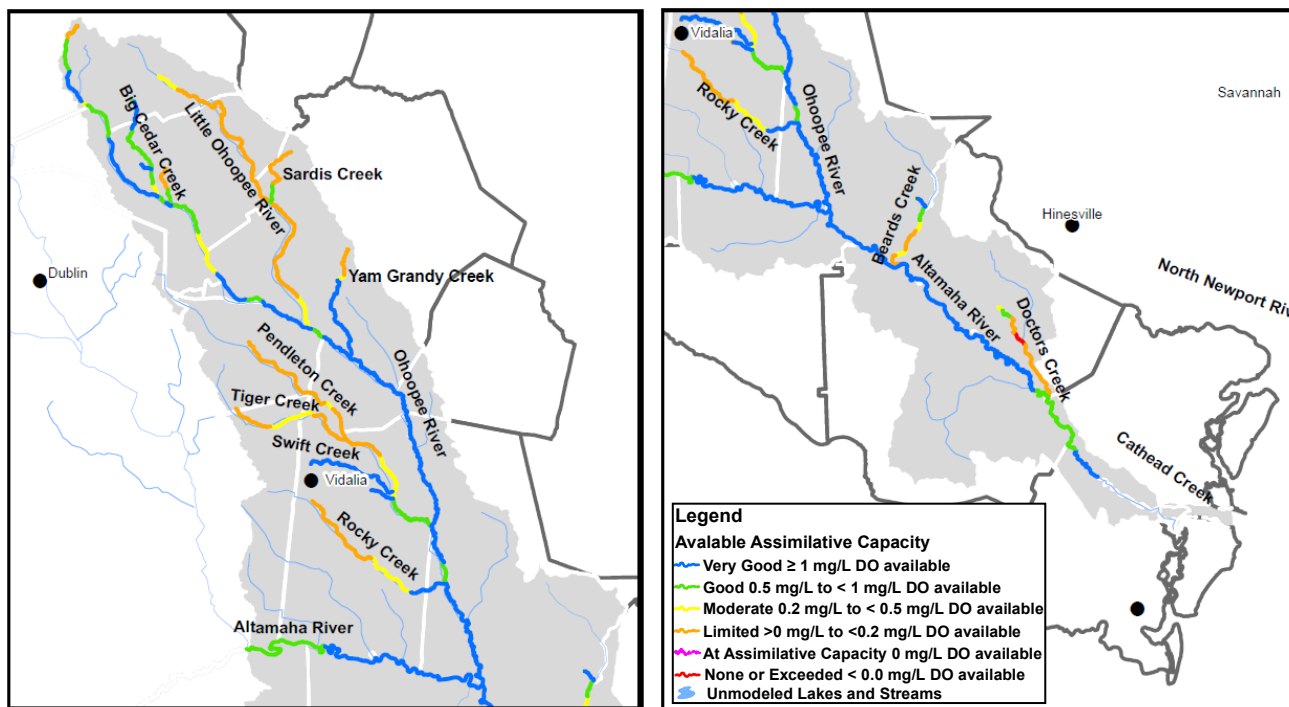 Big Cedar Creek
Little Ohoopee River
Sardis Creek
Dublin
Yam Grandy Creek
Pendleton Creek
Ohoopee River
Tiger Creek
Swift Creek
Vidalia
Rocky Creek
Altamaha River
Vidalia
Rocky Creek
Ohoopee River
Savannah
Beards Creek
Hinesville
Altamaha River
North Newport Riv
Doctors Creek
Cathead Creek
Legend
Avalable Assimilative Capacity
Very Good ≥ 1 mg/L DO available
Good 0.5 mg/L to < 1 mg/L DO available
Moderate 0.2 mg/L to < 0.5 mg/L DO available
Limited >0 mg/L to <0.2 mg/L DO available
At Assimilative Capacity 0 mg/L DO available
None or Exceeded < 0.0 mg/L DO available
Unmodeled Lakes and Streams